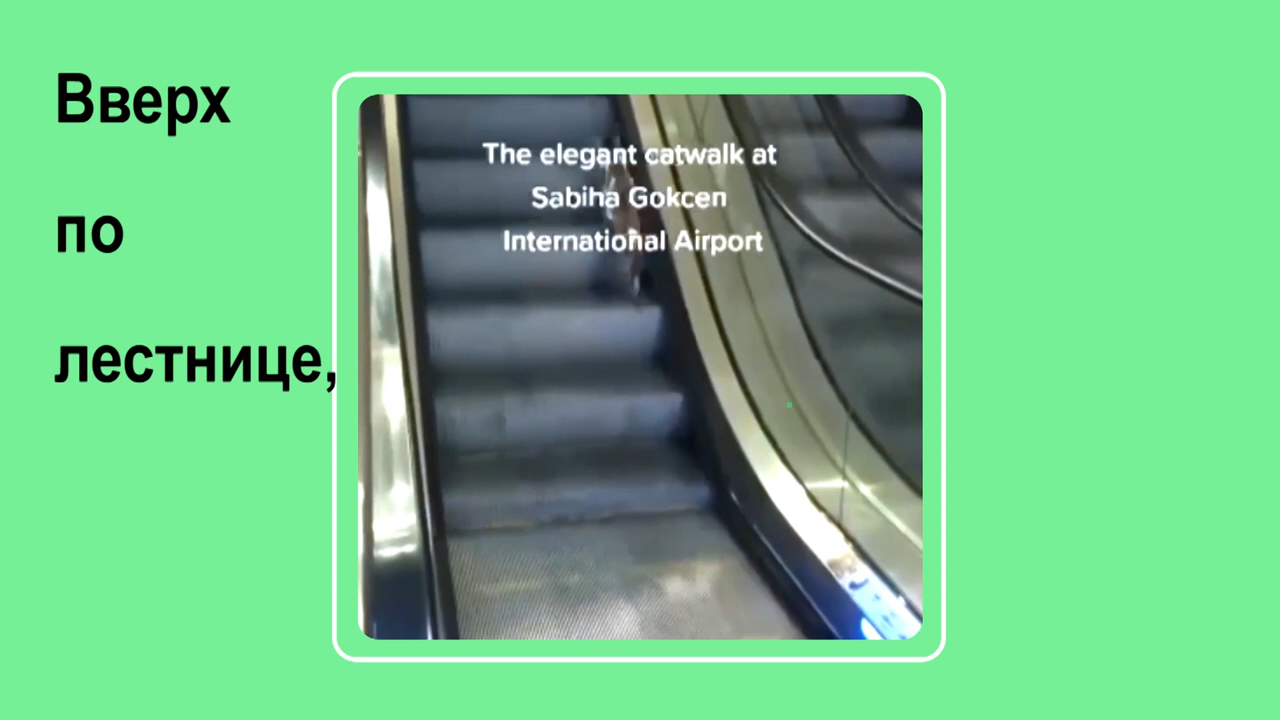 Вверх
по
лестнице,
The elegant catwalk at
Sabiha Gokcen
International Airport